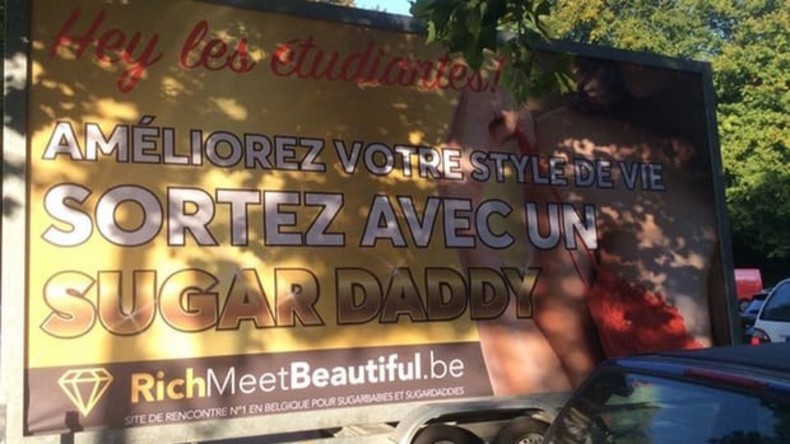 Hey les étudiantes!
AMÉLIOREZ VOTRE STYLE DE VIE
SORTEZ AVEC UN
SUGAR DADDY
RichMeetBeautiful.be
SITE DE RENCONTRE N°1 EN BELGIQUE POUR SUGARBABIES ET SUGARDADDIES